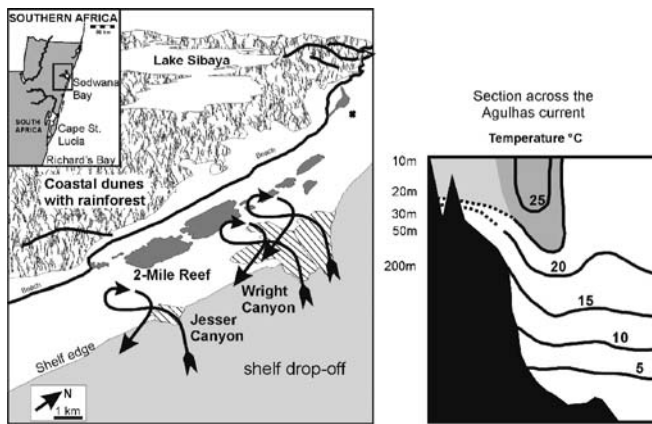 SOUTHERN AFRICA
Sodwana
Bay
SOUTH
AFRICA
Cape St.
Lucia
Richard's Bay
Lake Sibaya
Beach
Coastal dunes
with rainforest
2-Mile Reef
Wright
Canyon
Beach
Jesser
Canyon
Shelf edge
shelf drop-off
N
1 km
Section across the
Agulhas current
Temperature °C
10m
20m
30m
50m
200m
25
20
15
10
5